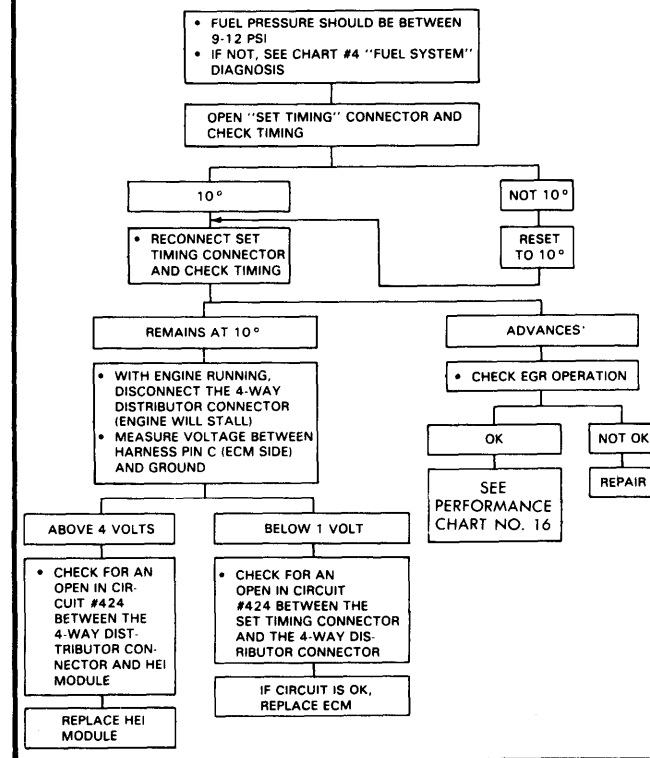 • FUEL PRESSURE SHOULD BE BETWEEN
9-12 PSI
• IF NOT, SEE CHART #4 "FUEL SYSTEM"
DIAGNOSIS
OPEN "SET TIMING" CONNECTOR AND
CHECK TIMING
10°
NOT 10°
• RECONNECT SET
TIMING CONNECTOR
AND CHECK TIMING
RESET
TO 10°
REMAINS AT 10°
ADVANCES
• WITH ENGINE RUNNING,
DISCONNECT THE 4-WAY
DISTRIBUTOR CONNECTOR
(ENGINE WILL STALL)
• MEASURE VOLTAGE BETWEEN
HARNESS PIN C (ECM SIDE)
AND GROUND
• CHECK EGR OPERATION
OK
NOT OK
SEE
PERFORMANCE
CHART NO. 16
REPAIR
ABOVE 4 VOLTS
BELOW 1 VOLT
• CHECK FOR AN
OPEN IN CIR-
CUIT #424
BETWEEN THE
4-WAY DIST-
TRIBUTOR CON-
NECTOR AND HEI
MODULE
• CHECK FOR AN
OPEN IN CIRCUIT
#424 BETWEEN THE
SET TIMING CONNECTOR
AND THE 4-WAY DIS-
RIBUTOR CONNECTOR
REPLACE HEI
MODULE
IF CIRCUIT IS OK,
REPLACE ECM